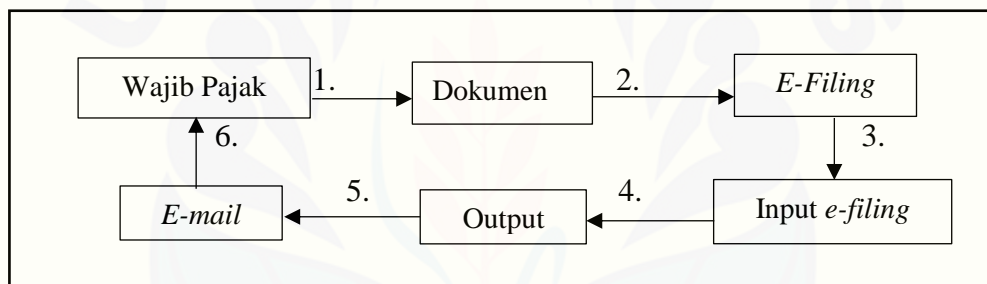 Wajib Pajak
1.
Dokumen
2.
E-Filing
3.
Input e-filing
4.
Output
5.
E-mail
6.